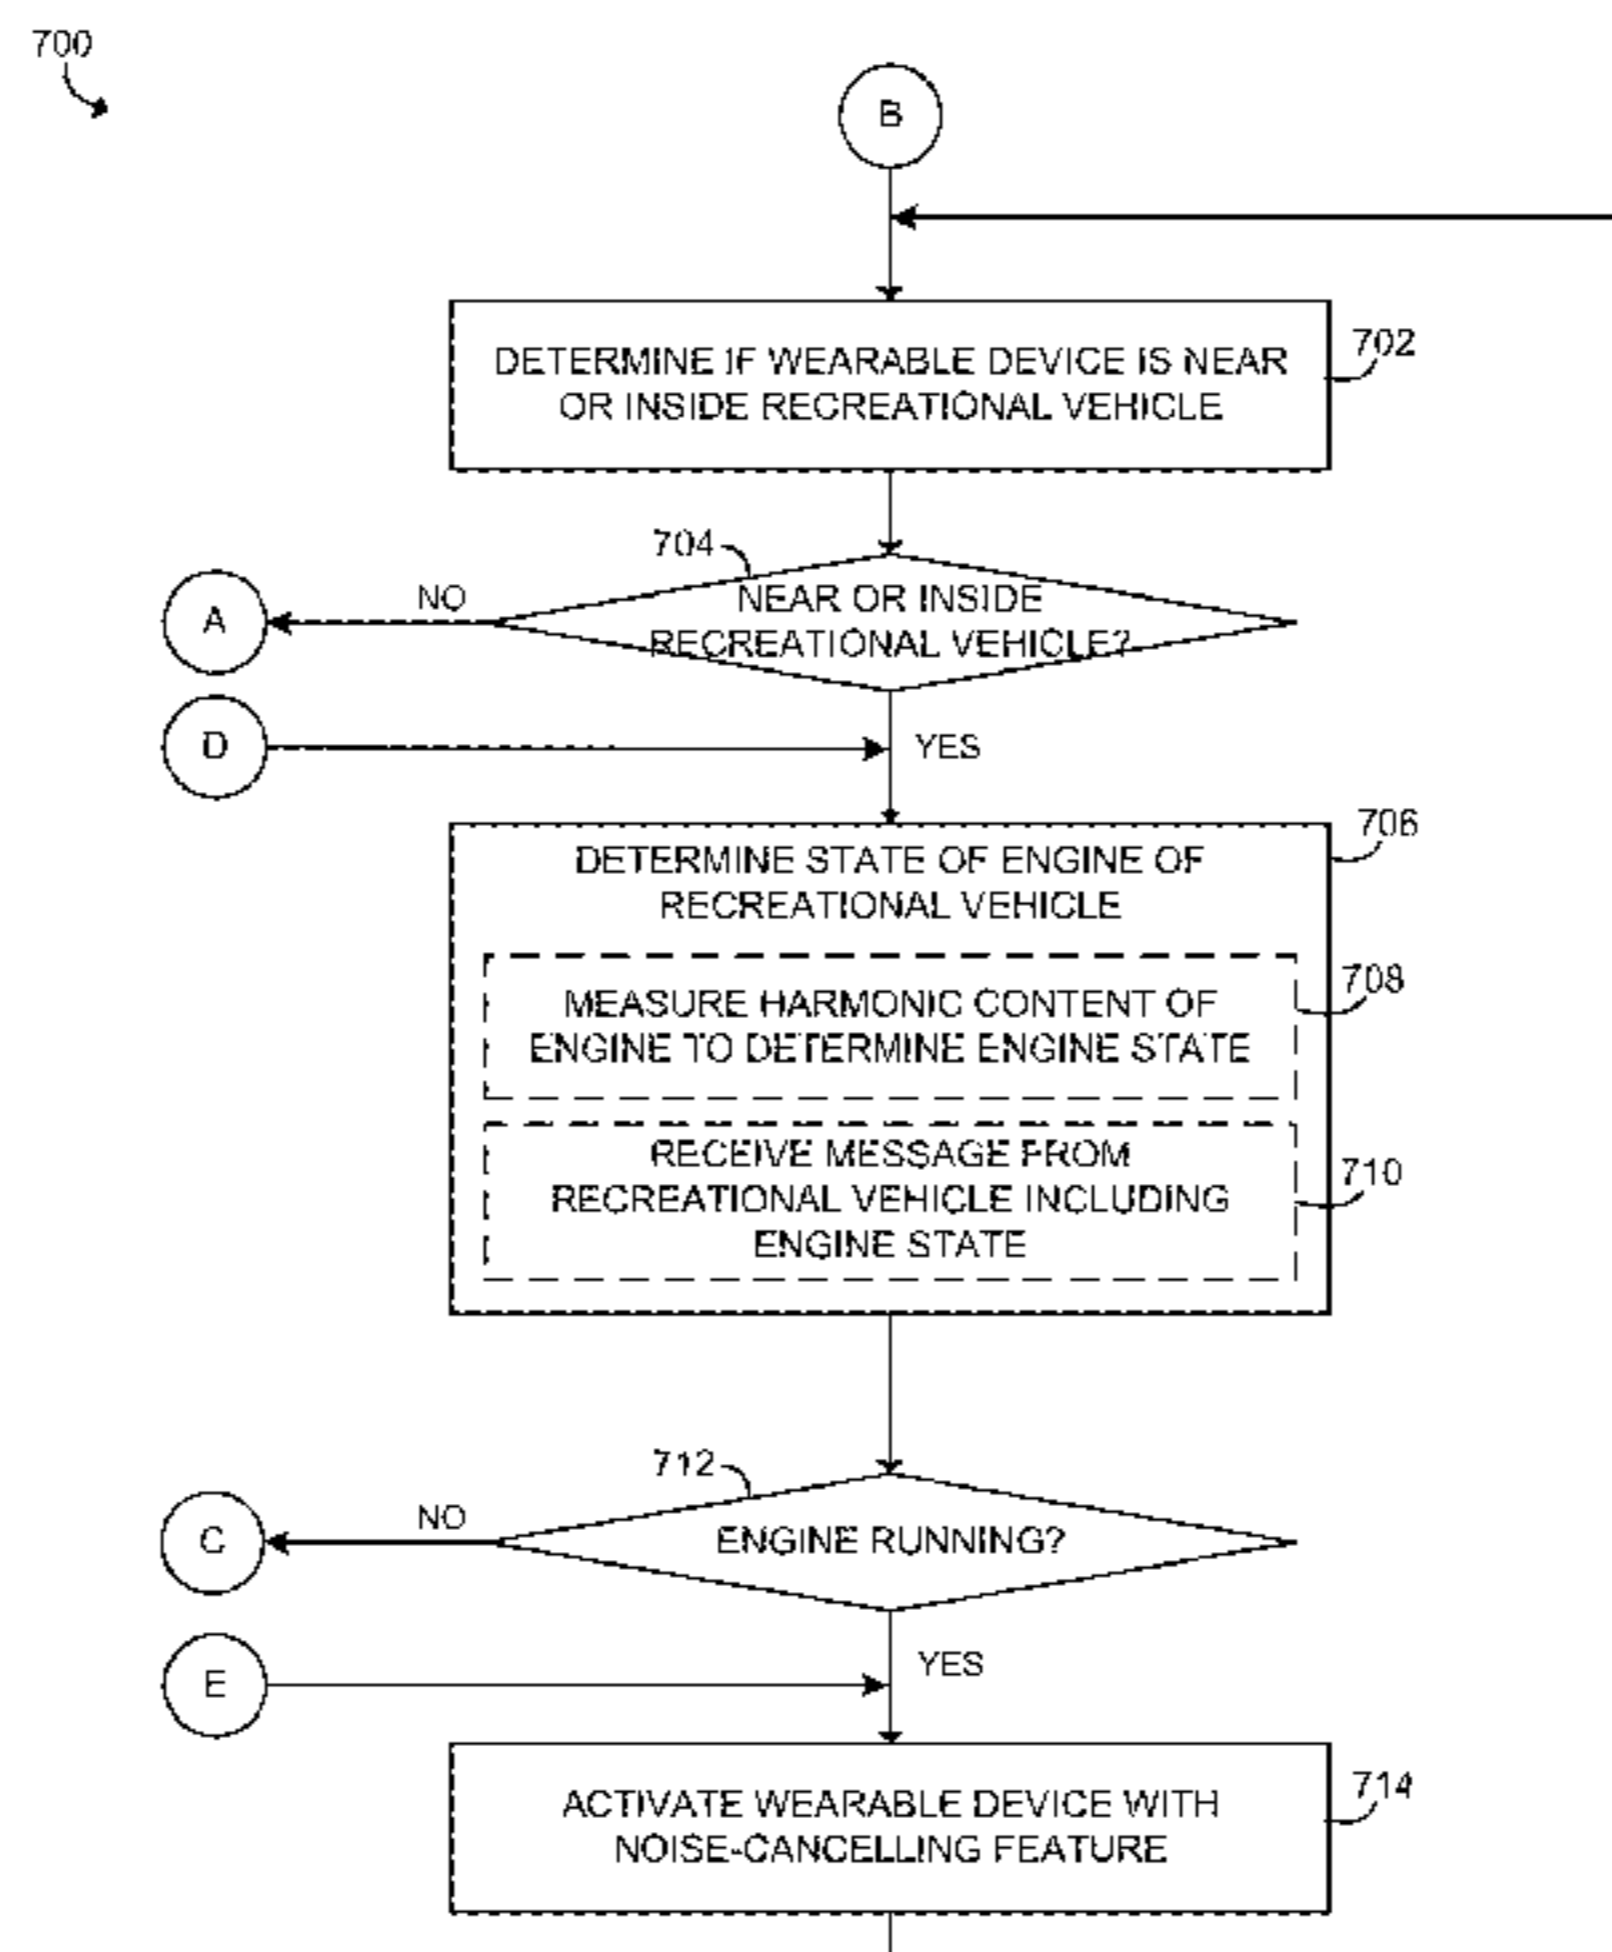 700
B
DETERMINE IF WEARABLE DEVICE IS NEAR
OR INSIDE RECREATIONAL VEHICLE
702
704
NO
A
NEAR OR INSIDE
RECREATIONAL VEHICLE?
D
YES
706
DETERMINE STATE OF ENGINE OF
RECREATIONAL VEHICLE
708
MEASURE HARMONIC CONTENT OF
ENGINE TO DETERMINE ENGINE STATE
710
RECEIVE MESSAGE FROM
RECREATIONAL VEHICLE INCLUDING
ENGINE STATE
712
NO
C
ENGINE RUNNING?
E
YES
714
ACTIVATE WEARABLE DEVICE WITH
NOISE-CANCELLING FEATURE